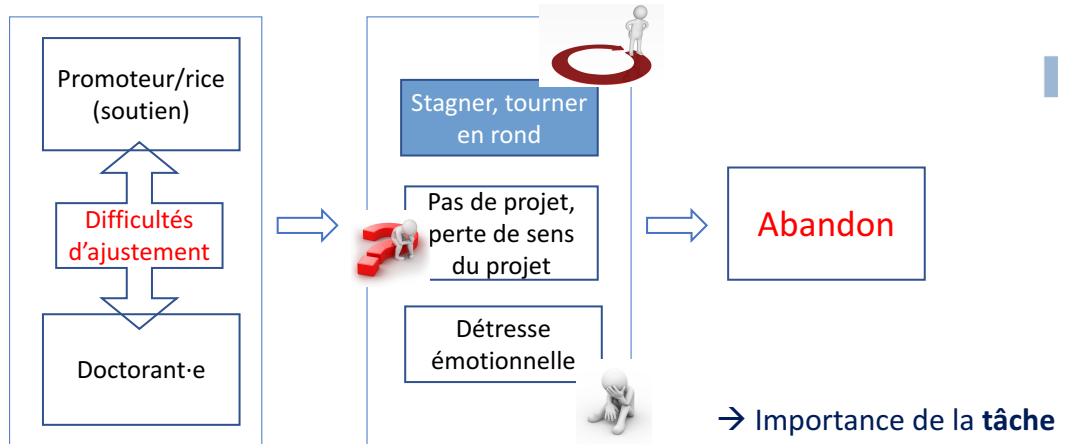 Promoteur/rice
(soutien)
Difficultés
d’ajustement
Doctorant·e
Stagner, tourner
en rond
Pas de projet,
perte de sens
du projet
Détresse
émotionnelle
Abandon
→ Importance de la tâche